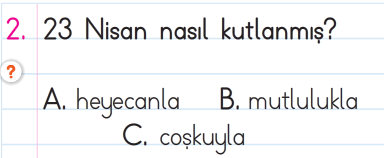 2. 23 Nisan nasıl kutlanmış?
?
A. heyecanla B. mutlulukla
C. coşkuyla